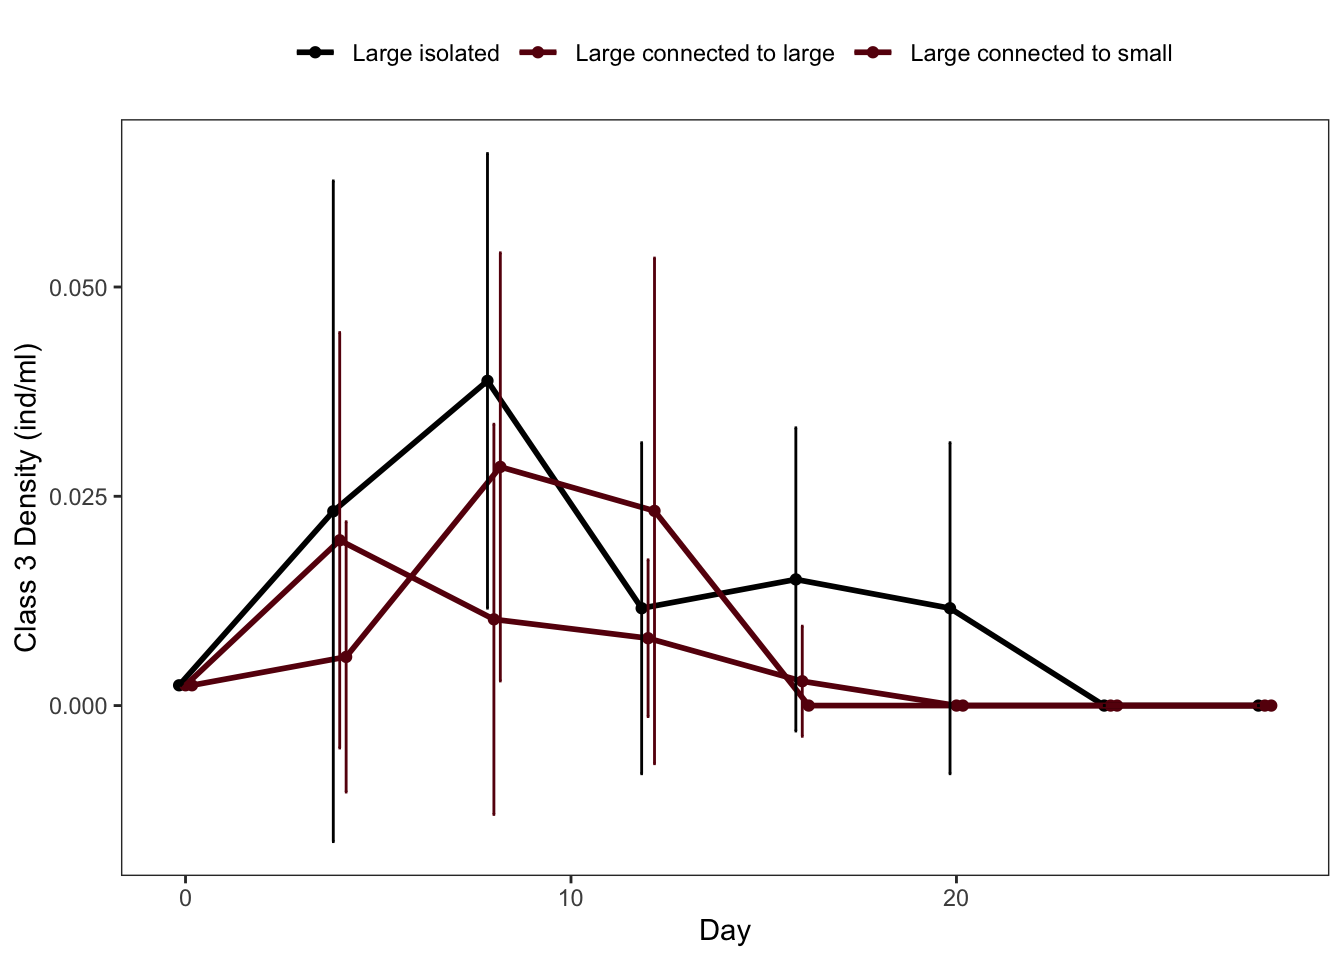 Large isolated Large connected to large Large connected to small
Class 3 Density (ind/ml)
0.050
0.025
0.000
0 10 20
Day